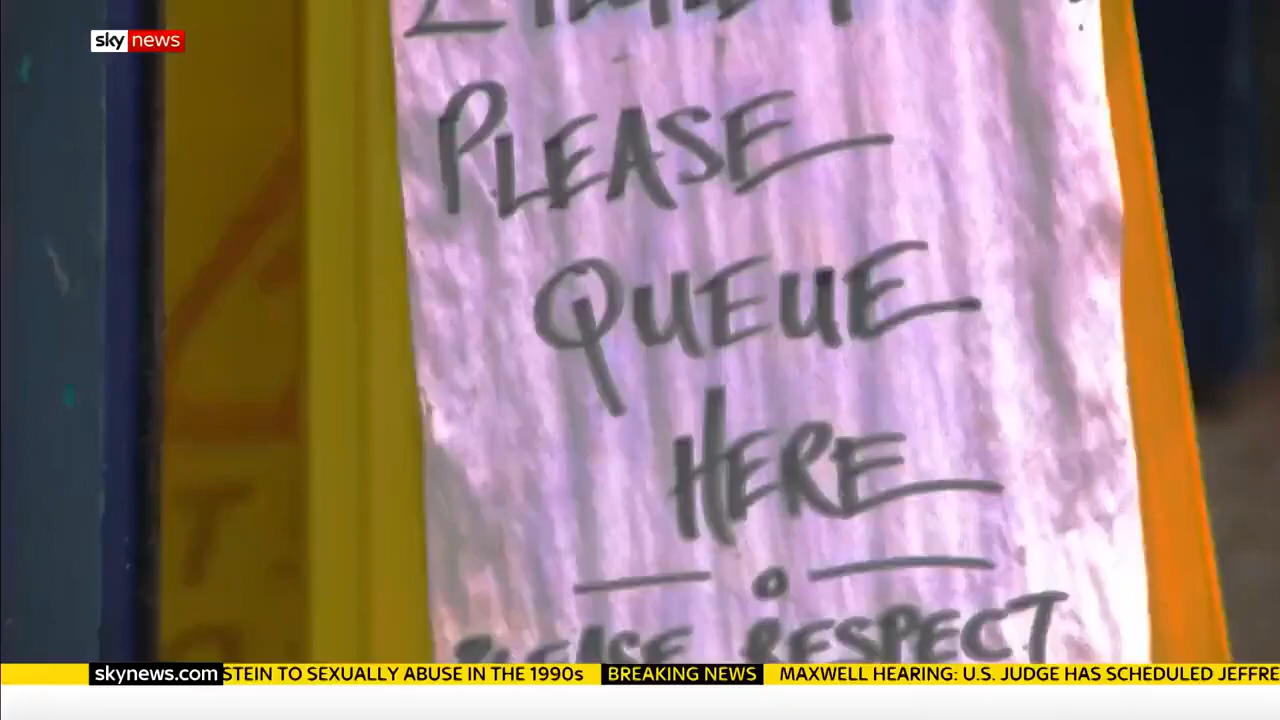 sky news
PLEASE
QUEUE
HERE
PLEASE RESPECT
skynews.com STEIN TO SEXUALLY ABUSE IN THE 1990s BREAKING NEWS MAXWELL HEARING: U.S. JUDGE HAS SCHEDULED JEFFRE